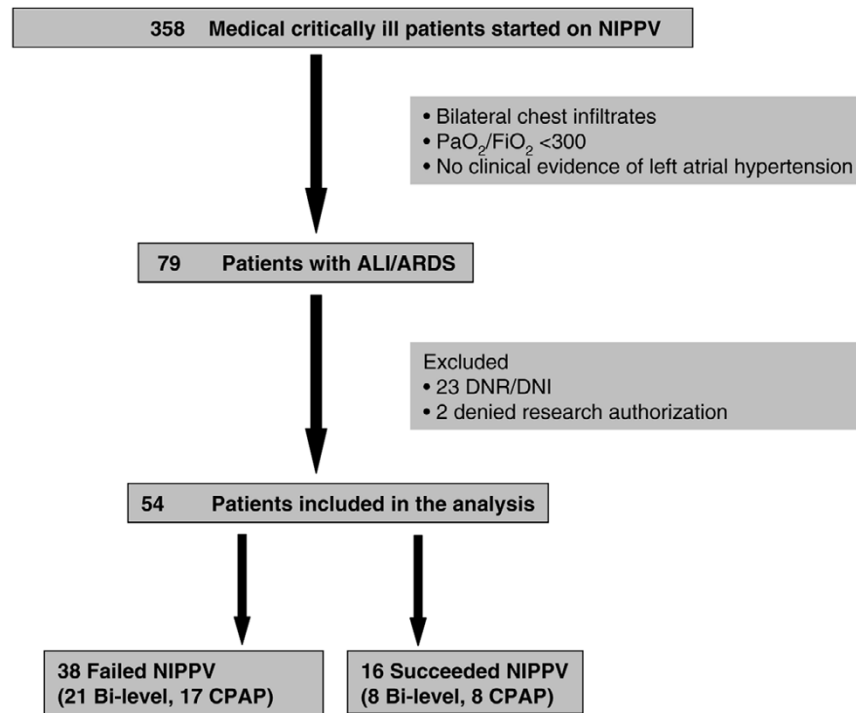 358 Medical critically ill patients started on NIPPV
• Bilateral chest infiltrates
• PaO₂/FiO₂ <300
• No clinical evidence of left atrial hypertension
79 Patients with ALI/ARDS
Excluded
• 23 DNR/DNI
• 2 denied research authorization
54 Patients included in the analysis
38 Failed NIPPV
(21 Bi-level, 17 CPAP)
16 Succeeded NIPPV
(8 Bi-level, 8 CPAP)